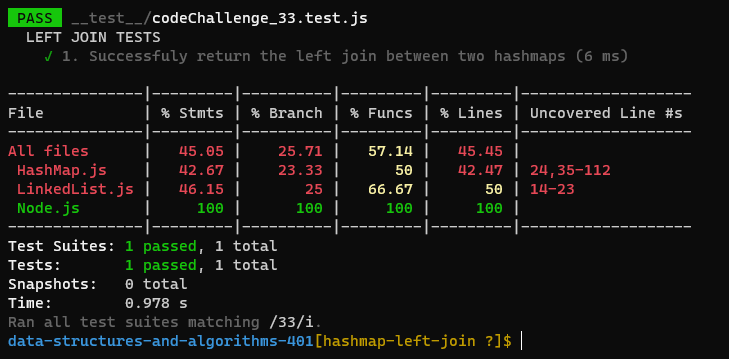 PASS __test__/codeChallenge_33.test.js
LEFT JOIN TESTS
✓ 1. Successfuly return the left join between two hashmaps (6 ms)
---------------|---------|----------|---------|---------|-------------------
File           | % Stmts | % Branch | % Funcs | % Lines | Uncovered Line #s
---------------|---------|----------|---------|---------|-------------------
All files      |   45.05 |    25.71 |   57.14 |   45.45 |
 HashMap.js    |   42.67 |    23.33 |      50 |   42.47 | 24,35-112
 LinkedList.js |   46.15 |       25 |   66.67 |      50 | 14-23
 Node.js       |     100 |      100 |     100 |     100 |
---------------|---------|----------|---------|---------|-------------------
Test Suites: 1 passed, 1 total
Tests:       1 passed, 1 total
Snapshots:   0 total
Time:        0.978 s
Ran all test suites matching /33/i.
data-structures-and-algorithms-401[hashmap-left-join ?]$